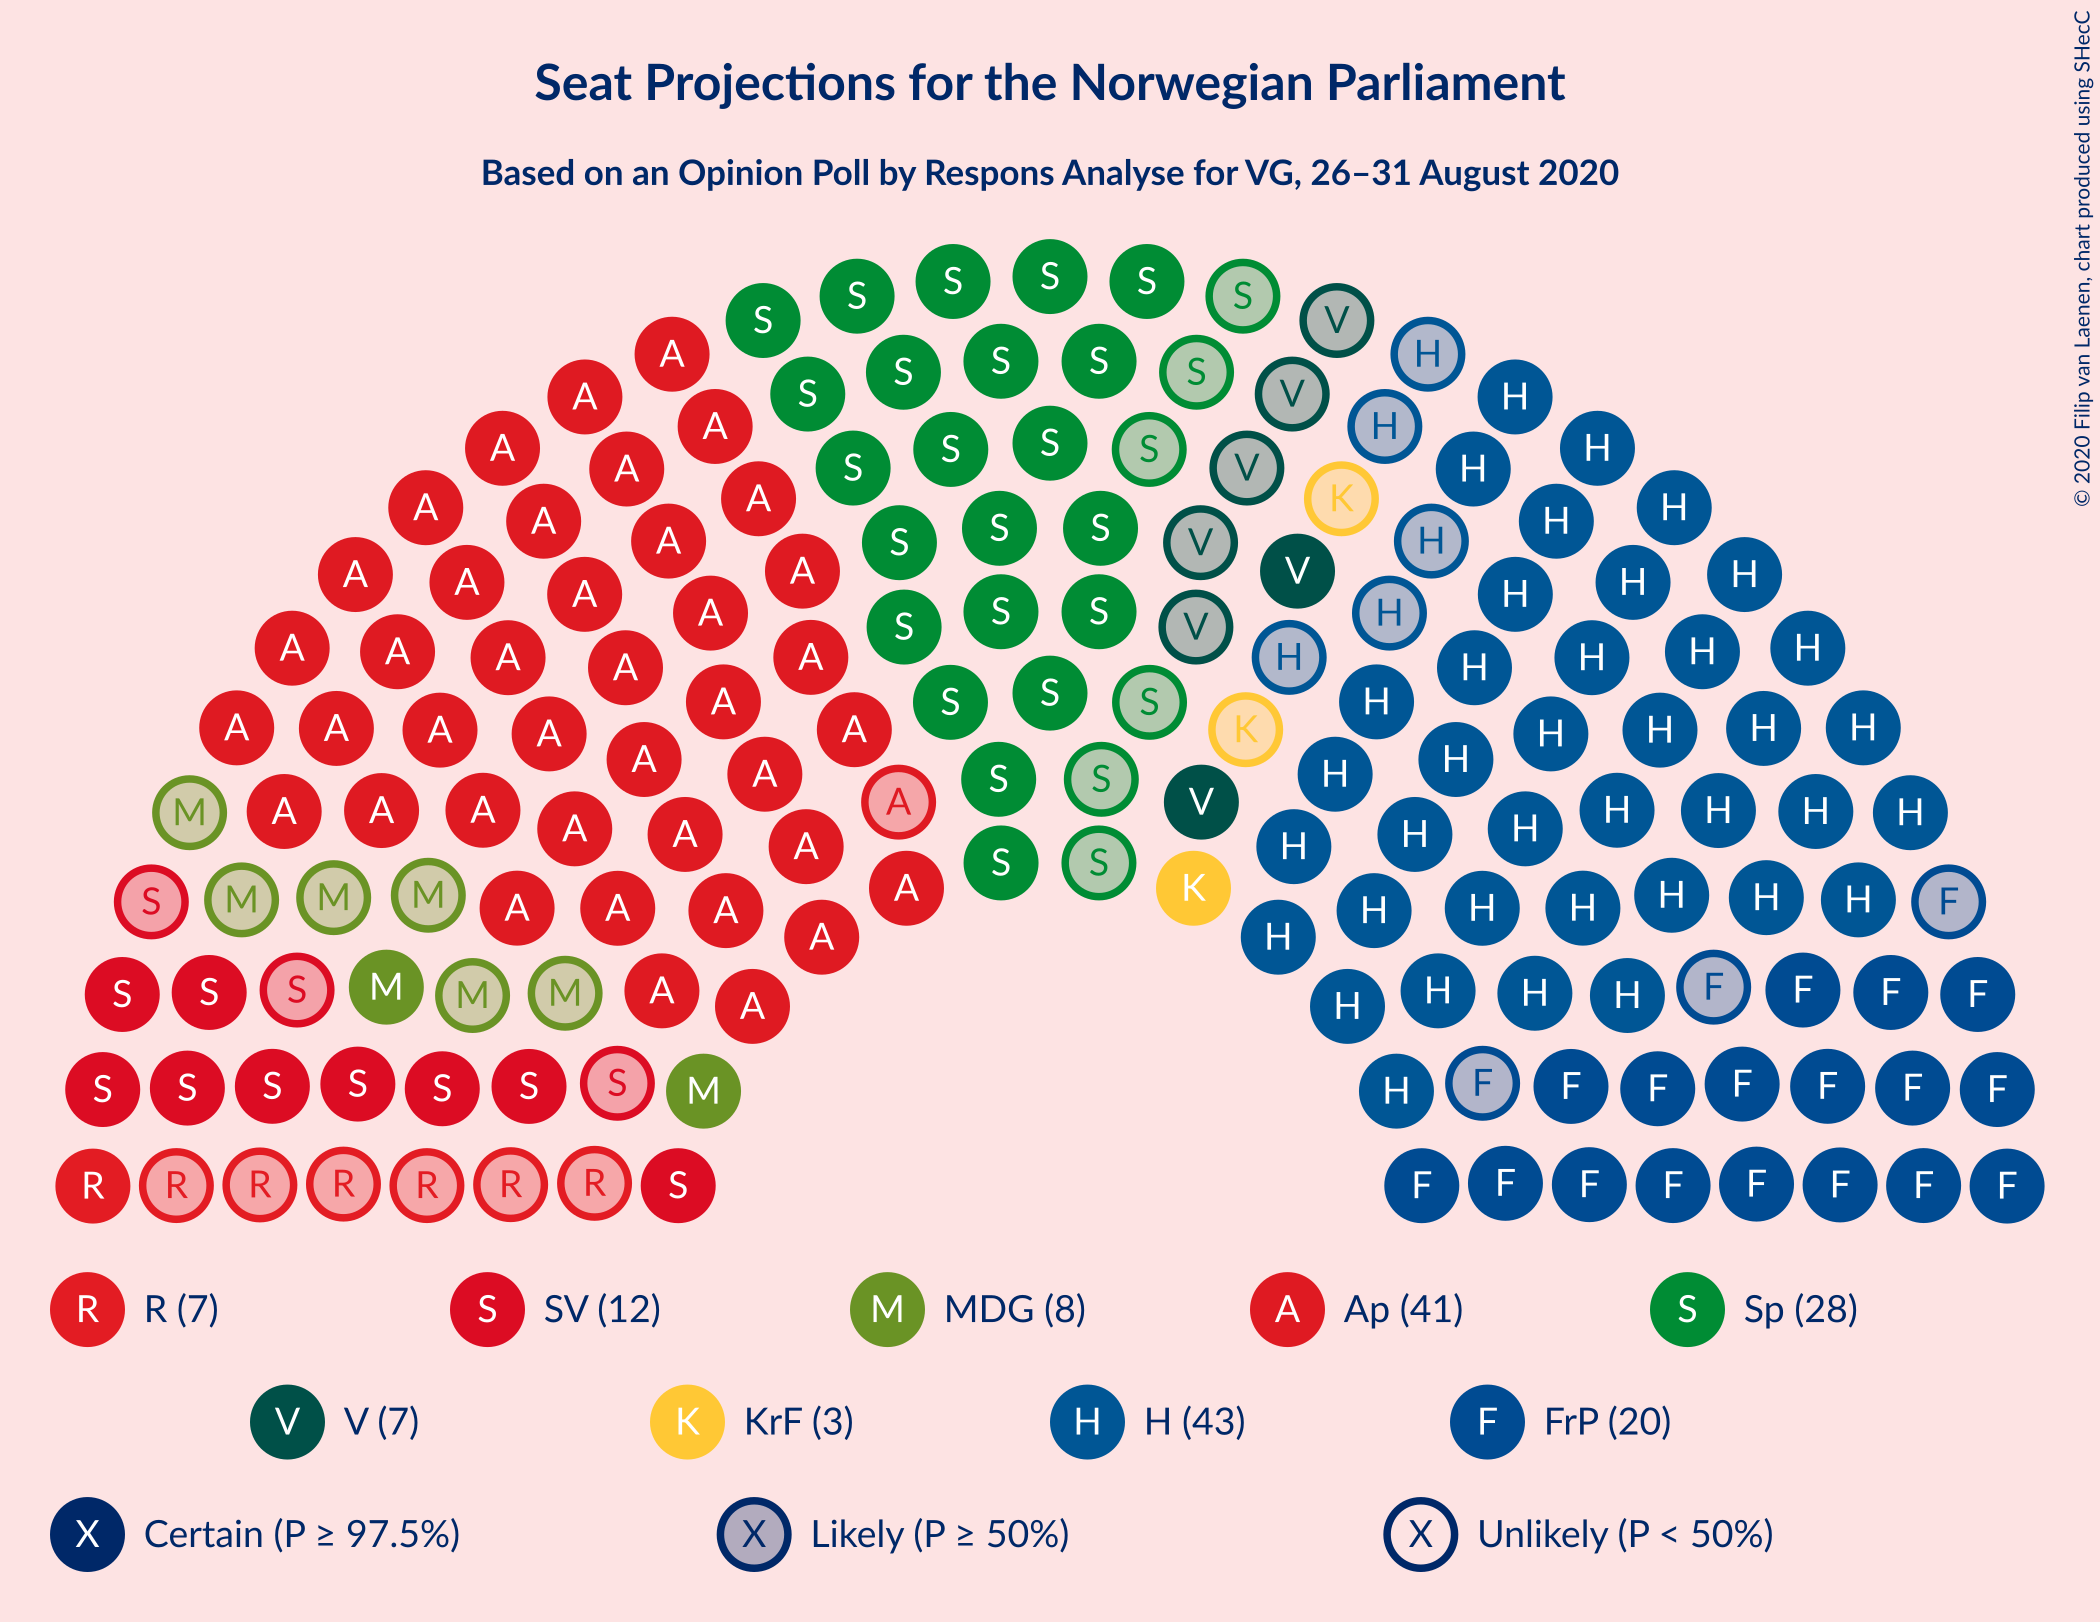 Seat Projections for the Norwegian Parliament
Based on an Opinion Poll by Respons Analyse for VG, 26–31 August 2020
© 2020 Filip van Laenen, chart produced using SHecC
S S S S S S V
A S S S S S V H H
A A S S S S V K H H H
A A A S S S V V H H H
A A A A S S S V H H H H
A A A A A S S S K H H H H
A A A A A A S S V H H H H H H
A A A A A A S S K H H H H H H
M A A A A A A H H H H H H H
S M M M A A A A H H H H H H H F
S S S M M M A A H H H H F F F F
S S S S S S S M H F F F F F F F
R R R R R R R S F F F F F F F F
R R (7) S SV (12) M MDG (8) A Ap (41) S Sp (28)
V V (7) K KrF (3) H H (43) F FrP (20)
X Certain (P ≥ 97.5%) X Likely (P ≥ 50%) X Unlikely (P < 50%)